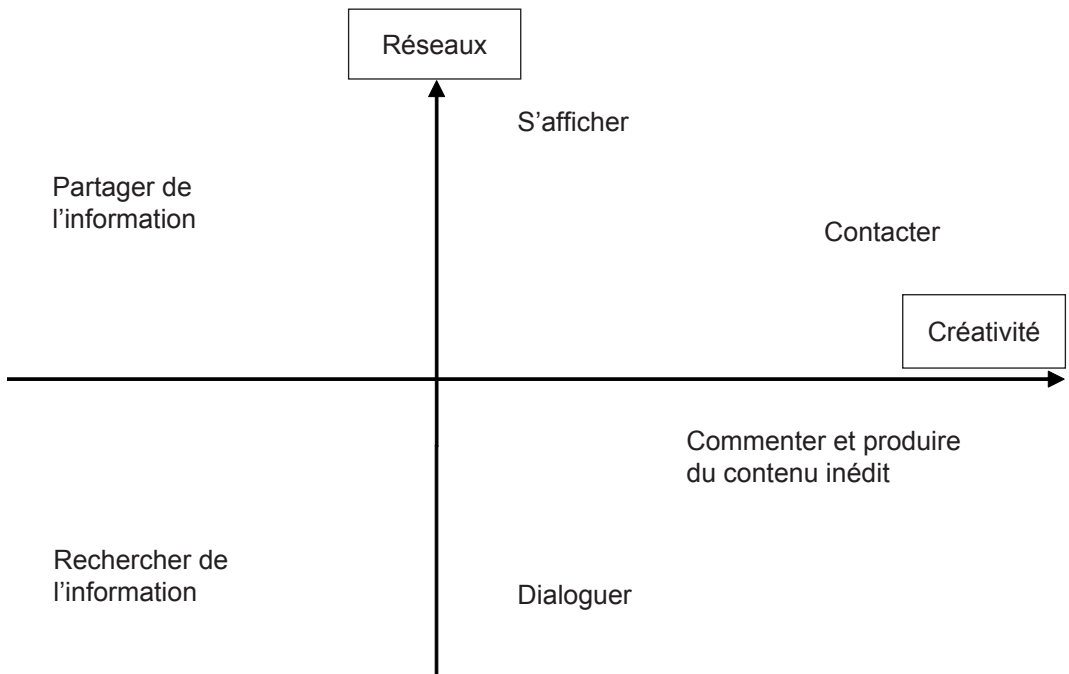 Réseaux
S’afficher
Partager de
l’information
Contacter
Créativité
Commenter et produire
du contenu inédit
Rechercher de
l’information
Dialoguer